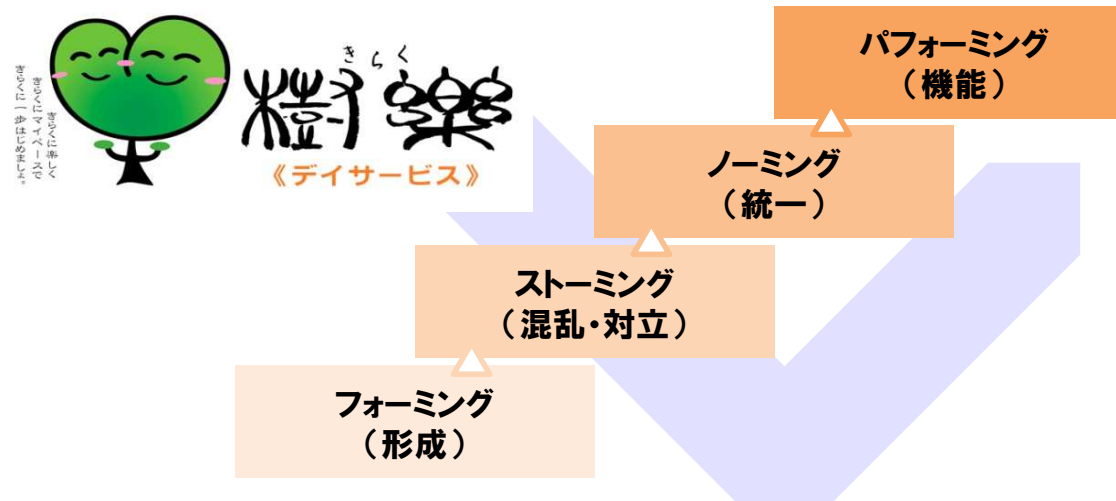 きらくに楽しく
きらくにマイペースで
きらくに一歩はじめましょ。
きらく
樹楽
《デイサービス》
パフォーミング
（機能）
ノーミング
（統一）
ストーミング
（混乱・対立）
フォーミング
（形成）